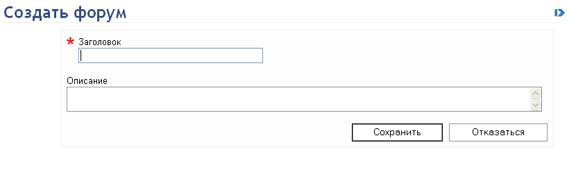 Создать форум
* Заголовок
Описание
Сохранить Отказаться